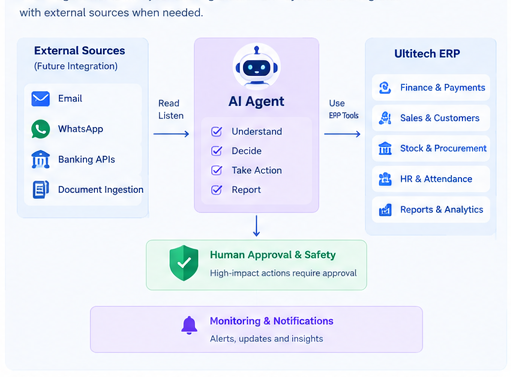 with external sources when needed.
External Sources
(Future Integration)
Email
WhatsApp
Banking APIs
Document Ingestion
Read
Listen
AI Agent
Understand
Decide
Take Action
Report
Use
EPP Tools
Ultitech ERP
Finance & Payments
Sales & Customers
Stock & Procurement
HR & Attendance
Reports & Analytics
Human Approval & Safety
High-impact actions require approval
Monitoring & Notifications
Alerts, updates and insights